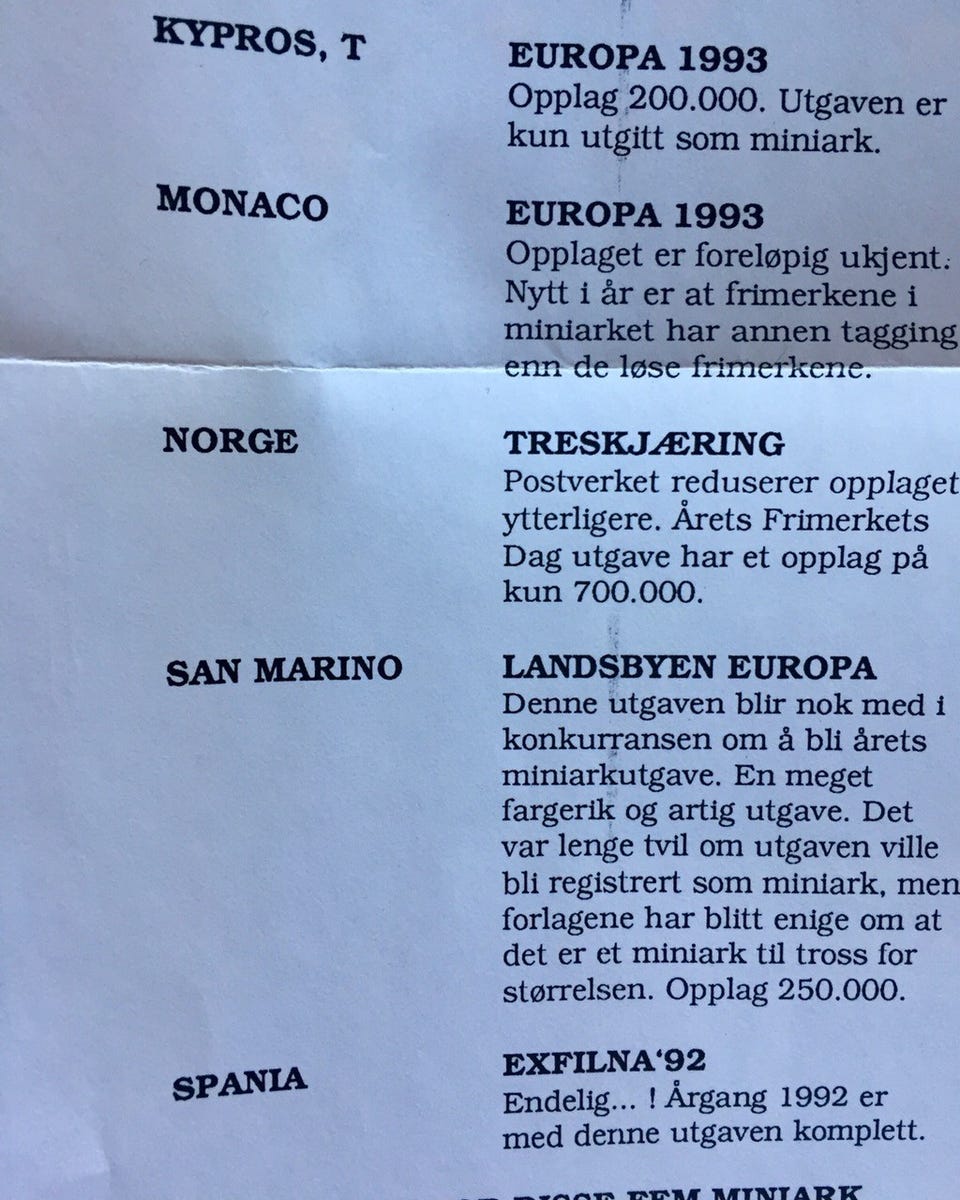 KYPROS, T
EUROPA 1993
Opplag 200.000. Utgaven er
kun utgitt som miniark.
MONACO
EUROPA 1993
Opplaget er foreløpig ukjent.
Nytt i år er at frimerkene i
miniarket har annen tagging
enn de løse frimerkene.
NORGE
TRESKJÆRING
Postverket reduserer opplaget
ytterligere. Årets Frimerkets
Dag utgave har et opplag på
kun 700.000.
SAN MARINO
LANDSBYEN EUROPA
Denne utgaven blir nok med i
konkurransen om å bli årets
miniarkutgave. En meget
fargerik og artig utgave. Det
var lenge tvil om utgaven ville
bli registrert som miniark, men
forlagene har blitt enige om at
det er et miniark til tross for
størrelsen. Opplag 250.000.
SPANIA
EXFILNA‘92
Endelig... ! Årgang 1992 er
med denne utgaven komplett.
DISSE FEM MINIARK